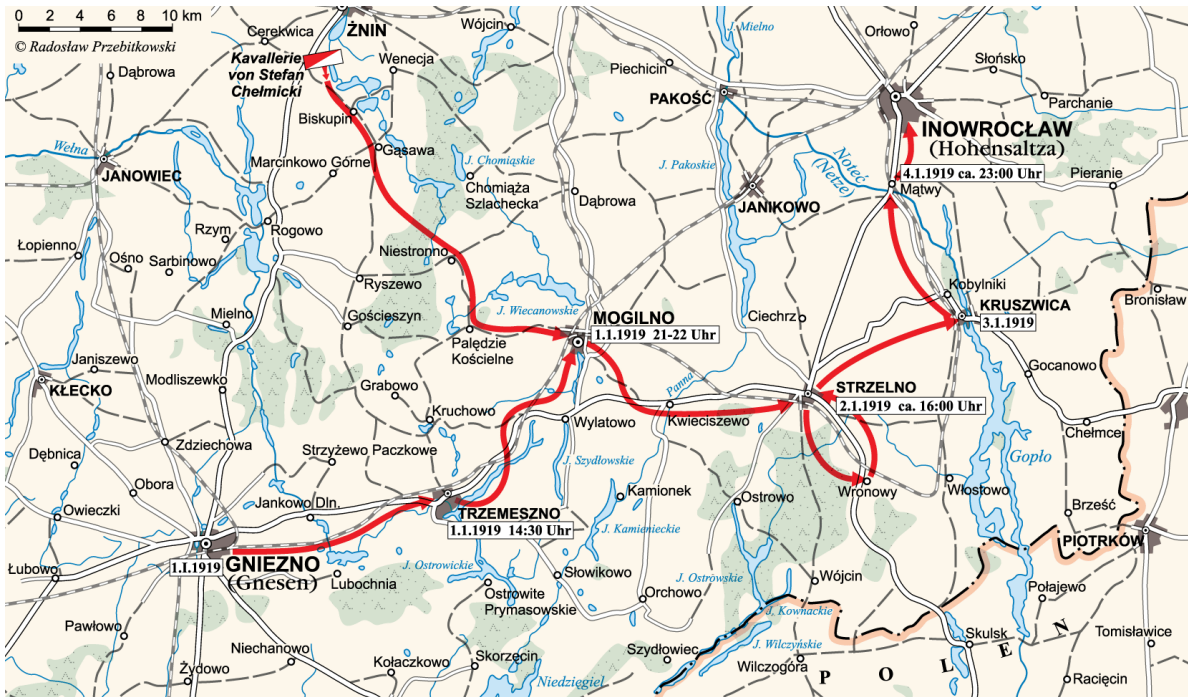 0 2 4 6 8 10 km
© Radosław Przebitkowski
Cerekwica
ŻNIN
Wójcin
J. Mielno
Orłowo
Kavallerie
von Stefan
Chełmicki
Wenecja
Dąbrowa
Piechicin
Słońsko
PAKOŚĆ
Parchanie
Biskupin
INOWROCŁAW
(Hohensaltza)
Wełna
Gąsawa
Marcinkowo Górne
J. Chomiąskie
J. Pakoskie
Noteć
(Netze)
JANOWIEC
4.1.1919 ca. 23:00 Uhr
Pieranie
Mątwy
Chomiąża
Szlachecka
Dąbrowa
JANIKOWO
Rzym
Rogowo
Łopienno
Ośno
Sarbinowo
Niestronno
Ryszewo
Kobylniki
Bronisław
KRUSZWICA
3.1.1919
J. Wiecanowskie
MOGILNO
1.1.1919 21-22 Uhr
Ciechrz
Mielno
Gościeszyn
Palędzie
Kościelne
Janiszewo
KŁECKO
Modliszewko
Grabowo
Gocanowo
Panna
STRZELNO
2.1.1919 ca. 16:00 Uhr
Kruchowo
Wylatowo
Kwieciszewo
Chełmce
Zdziechowa
Strzyżewo Paczkowe
Dębnica
J. Szydłowskie
Gopło
Obora
Jankowo Dln.
Kamionek
Ostrowo
Wronowy
Włostowo
Owieczki
TRZEMESZNO
1.1.1919 14:30 Uhr
J. Kamienieckie
Brześć
PIOTRKÓW
GNIEZNO
(Gnesen)
1.1.1919
Łubowo
Lubochnia
J. Ostrowickie
Słowikowo
J. Ostrowskie
Wójcin
Ostrowite
Prymasowskie
Orchowo
Połajewo
J. Kownackie
Pawłowo
Niechanowo
J. Wilczyńskie
Skulsk
Tomisławice
Żydowo
Kołaczkowo
Skorzęcin
Szydłowiec
Wilczogóra
P O L E N
Niedzięgiel
Racięcin